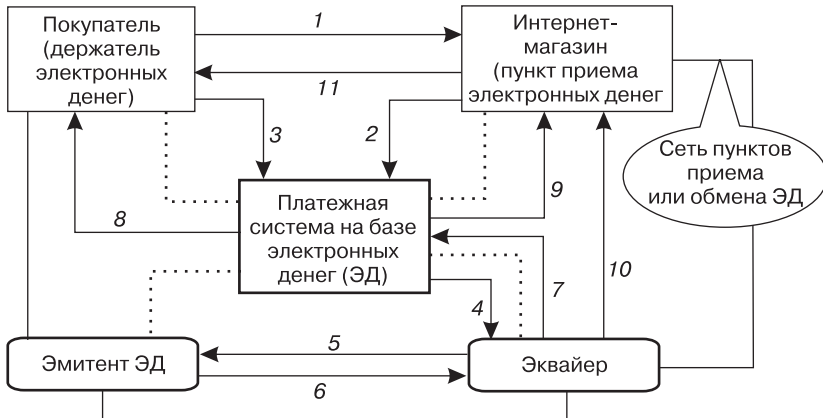 Покупатель
(держатель
электронных
денег)
1
11
Интернет-
магазин
(пункт приема
электронных денег
3
2
Сеть пунктов
приема
или обмена ЭД
8
Платежная
система на базе
электронных
денег (ЭД)
9
10
7
4
Эмитент ЭД
5
6
Эквайер